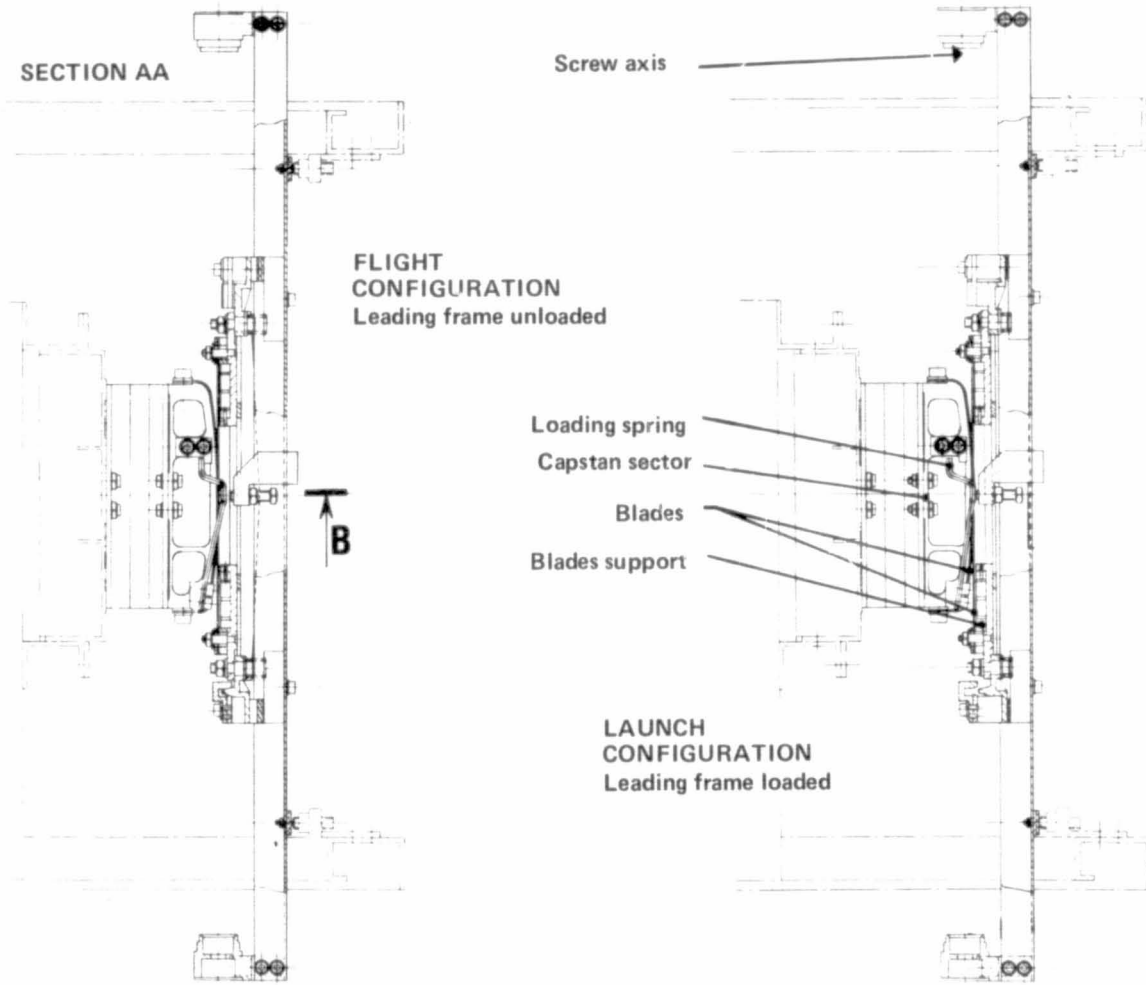 SECTION AA
Screw axis
FLIGHT
CONFIGURATION
Leading frame unloaded
Loading spring
Capstan sector
B
Blades
Blades support
LAUNCH
CONFIGURATION
Leading frame loaded